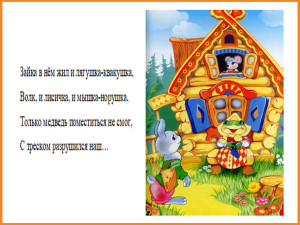 Зайка в нём жил и лягушка-квакушка,
Волк, и лисичка, и мышка-норушка,
Только медведь поместиться не смог,
С треском разрушился наш...